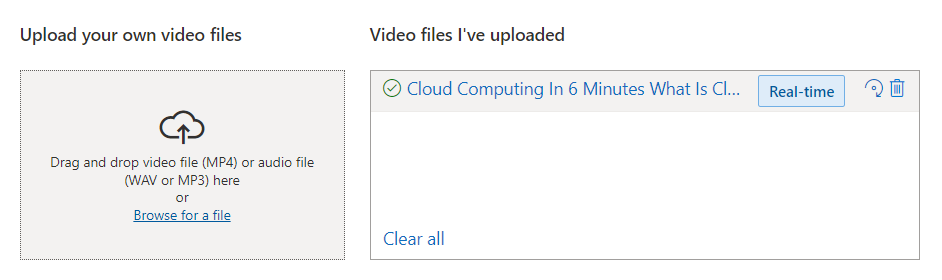 Upload your own video files
Drag and drop video file (MP4) or audio file
(WAV or MP3) here
or
Browse for a file
Video files I've uploaded
Cloud Computing In 6 Minutes What Is Cl...
Real-time
Clear all